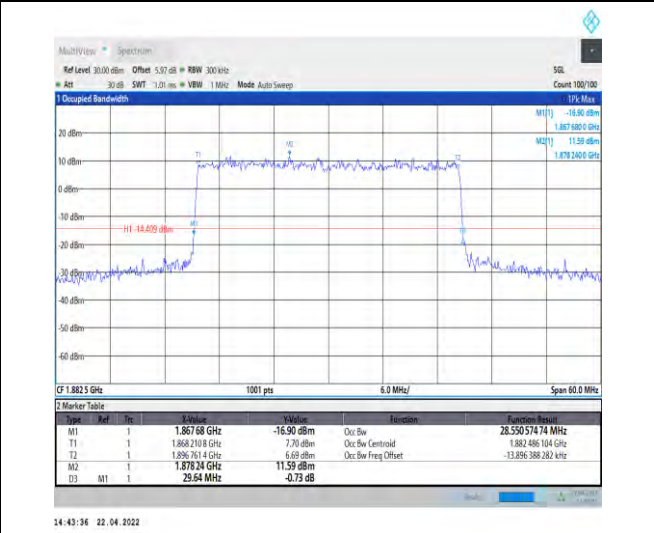 MultiView Spectrum
Ref Level 30.00 dBm Offset 5.97 dB RBW 300 kHz SGL
Att 30 dB SWT 1.01 ms VBW 1 MHz Mode Auto Sweep Count 100/100
1 Occupied Bandwidth 1Pk Max
M1[1] -16.90 dBm
1.867 680 0 GHz
M2[1] 11.59 dBm
1.878 240 0 GHz
20 dBm
M2
T1 T2
10 dBm
0 dBm
-10 dBm
H1 -14.409 dBm
M1
-20 dBm
-30 dBm
-40 dBm
-50 dBm
-60 dBm
CF 1.882 5 GHz 1001 pts 6.0 MHz/ Span 60.0 MHz
2 Marker Table
Type Ref Trc X-Value Y-Value Function Function Result
M1 1 1.867 68 GHz -16.90 dBm Occ Bw 28.550 574 74 MHz
T1 1 1.868 210 8 GHz 7.70 dBm Occ Bw Centroid 1.882 486 104 GHz
T2 1 1.896 761 4 GHz 6.69 dBm Occ Bw Freq Offset -13.896 388 282 kHz
M2 1 1.878 24 GHz 11.59 dBm
D3 M1 1 29.64 MHz -0.73 dB
14:43:36 22.04.2022